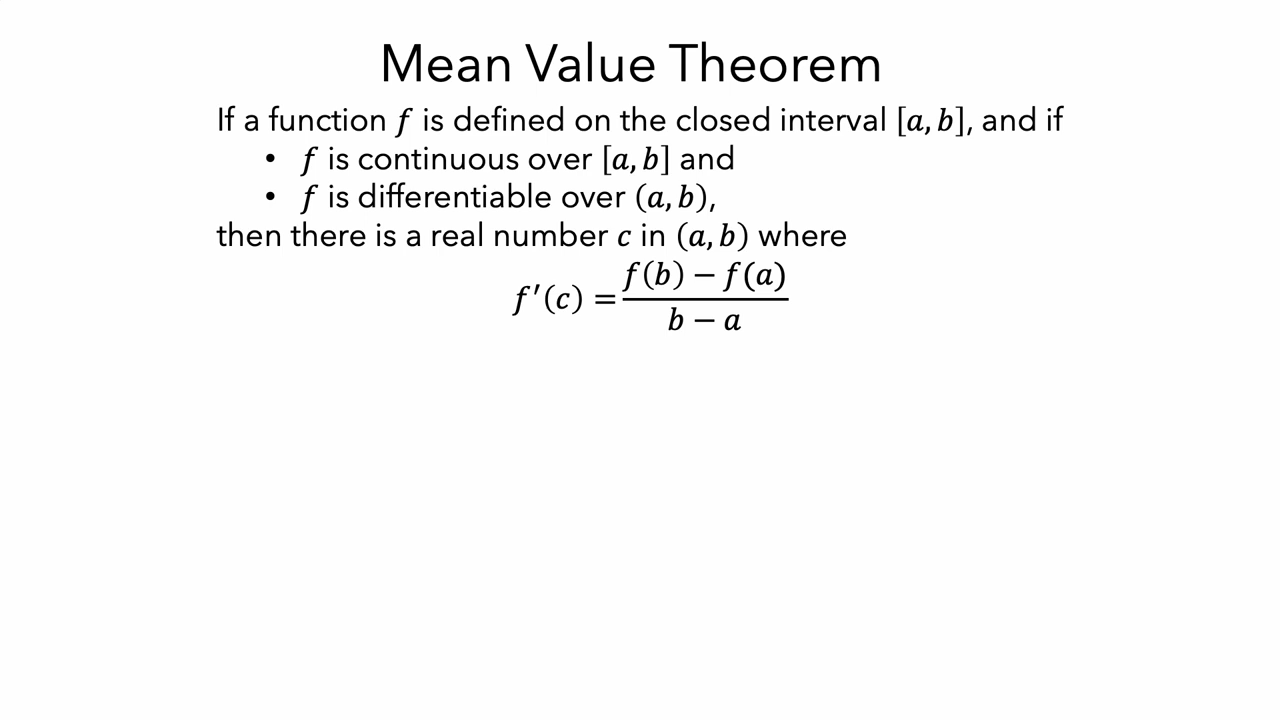 Mean Value Theorem
If a function f is defined on the closed interval [a, b], and if
• f is continuous over [a, b] and
• f is differentiable over (a, b),
then there is a real number c in (a, b) where
f′(c) = \frac{f(b) − f(a)}{b − a}